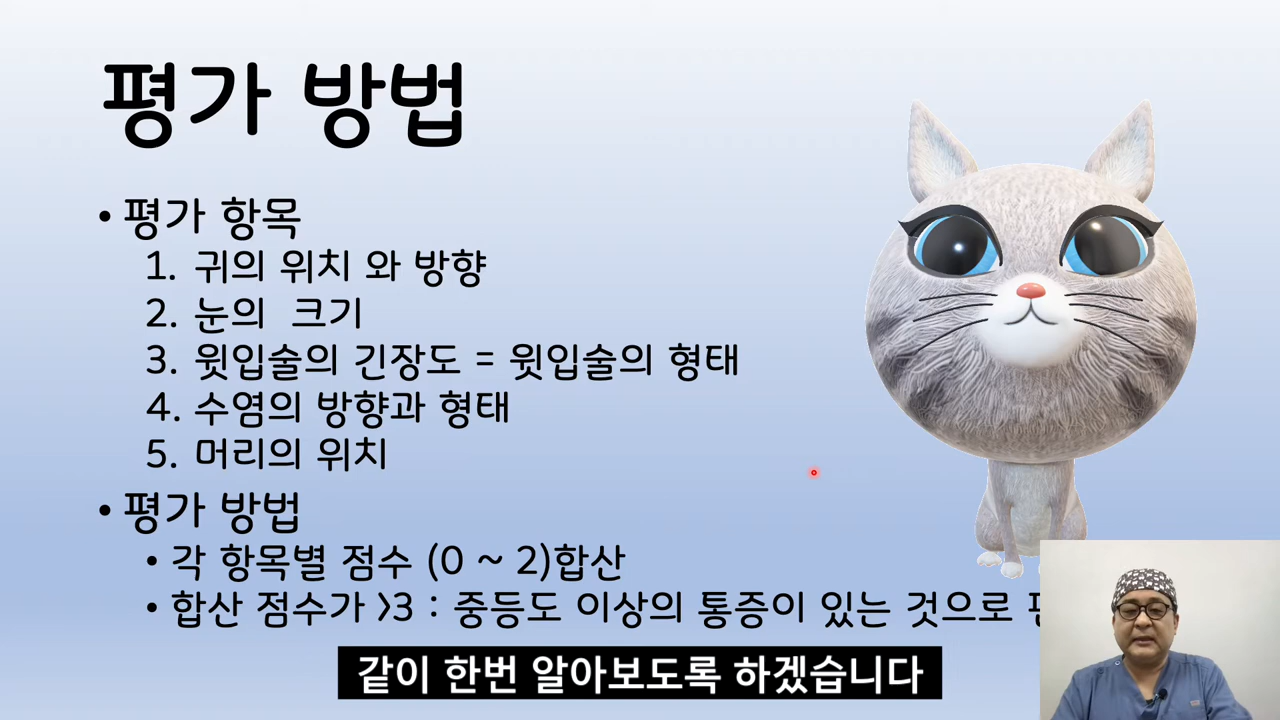 평가 방법
• 평가 항목
1. 귀의 위치 와 방향
2. 눈의 크기
3. 윗입술의 긴장도 = 윗입술의 형태
4. 수염의 방향과 형태
5. 머리의 위치
• 평가 방법
• 각 항목별 점수 (0 ~ 2)합산
• 합산 점수가 >3 : 중등도 이상의 통증이 있는 것으로
같이 한번 알아보도록 하겠습니다